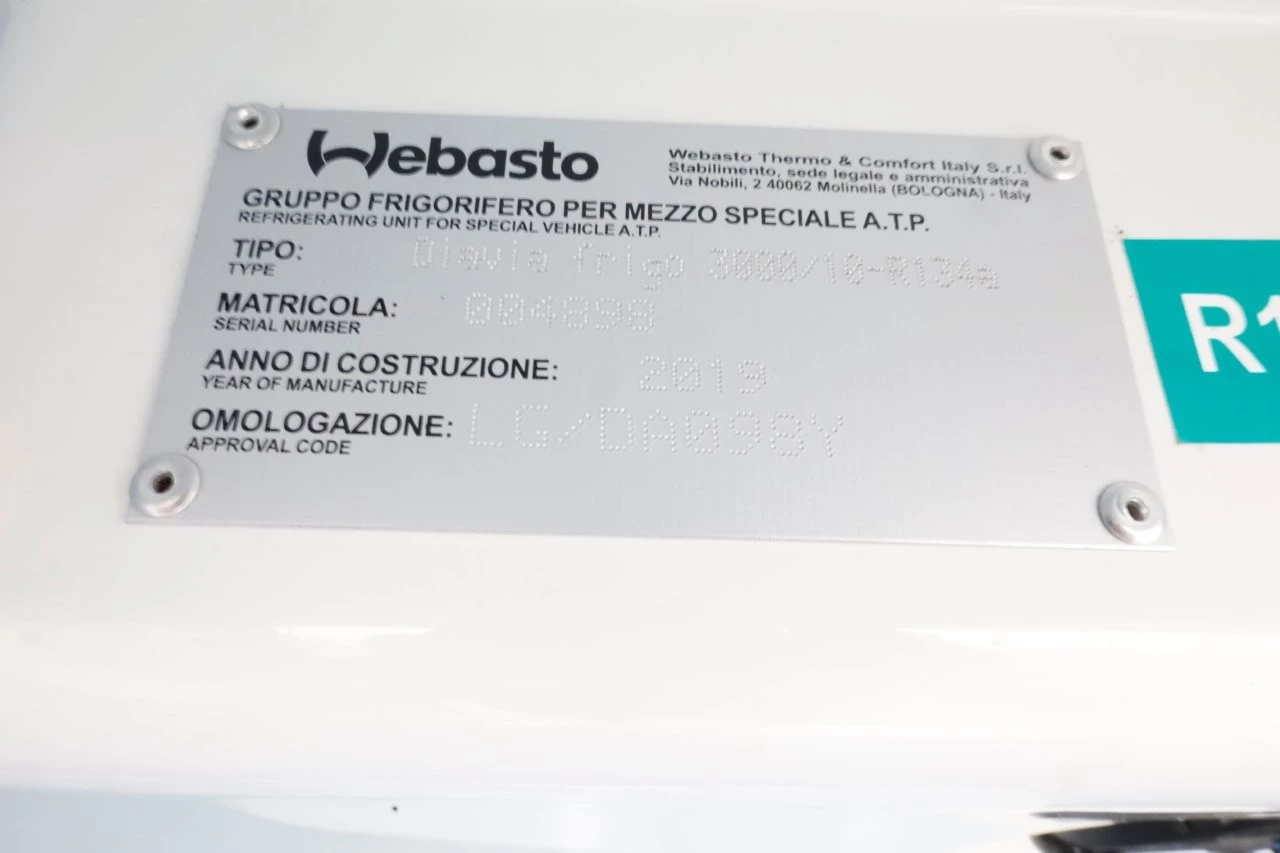 Webasto
Webasto Thermo & Comfort Italy S.r.l.
Stabilimento, sede legale e amministrativa
Via Nobili, 2 40062 Molinella (BOLOGNA) - Italy
GRUPPO FRIGORIFERO PER MEZZO SPECIALE A.T.P.
REFRIGERATING UNIT FOR SPECIAL VEHICLE A.T.P.
TIPO: Diavia frigo 3000/10-R134a
TYPE
MATRICOLA: 004898
SERIAL NUMBER
ANNO DI COSTRUZIONE: 2019
YEAR OF MANUFACTURE
OMOLOGAZIONE: LG/DA098Y
APPROVAL CODE